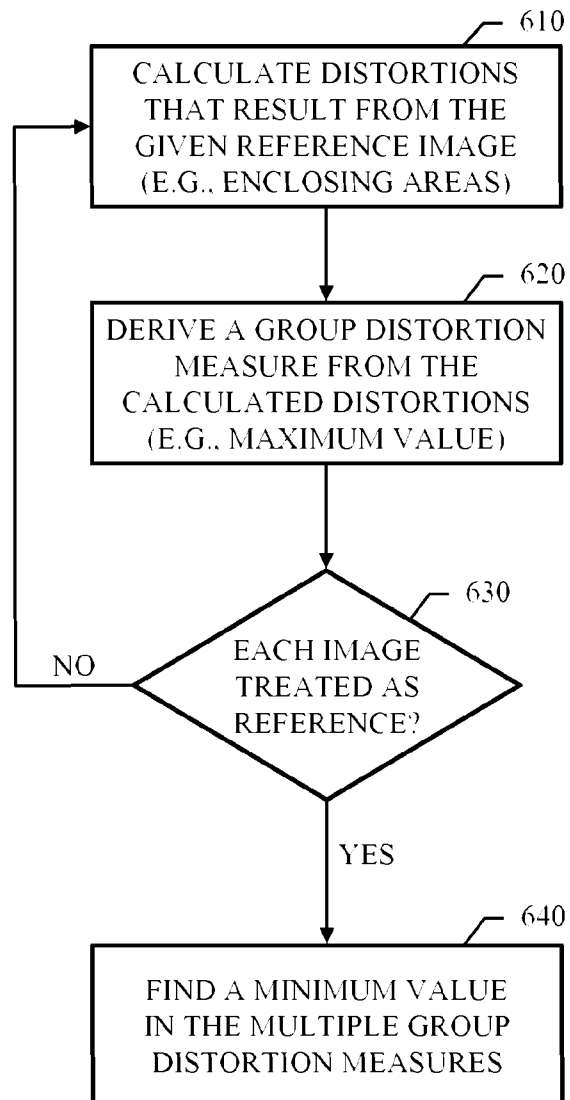 610
CALCULATE DISTORTIONS
THAT RESULT FROM THE
GIVEN REFERENCE IMAGE
(E.G., ENCLOSING AREAS)
620
DERIVE A GROUP DISTORTION
MEASURE FROM THE
CALCULATED DISTORTIONS
(E.G., MAXIMUM VALUE)
630
EACH IMAGE
TREATED AS
REFERENCE?
NO
YES
640
FIND A MINIMUM VALUE
IN THE MULTIPLE GROUP
DISTORTION MEASURES